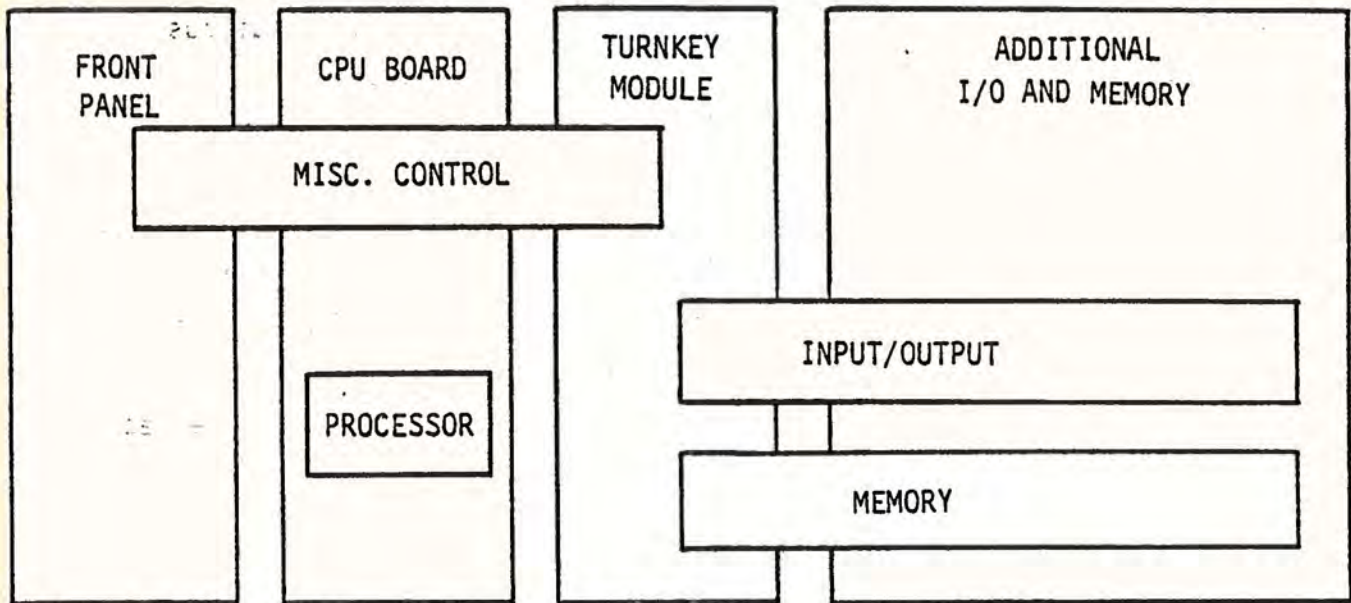 FRONT
PANEL
CPU BOARD
TURNKEY
MODULE
ADDITIONAL
I/O AND MEMORY
MISC. CONTROL
INPUT/OUTPUT
PROCESSOR
MEMORY